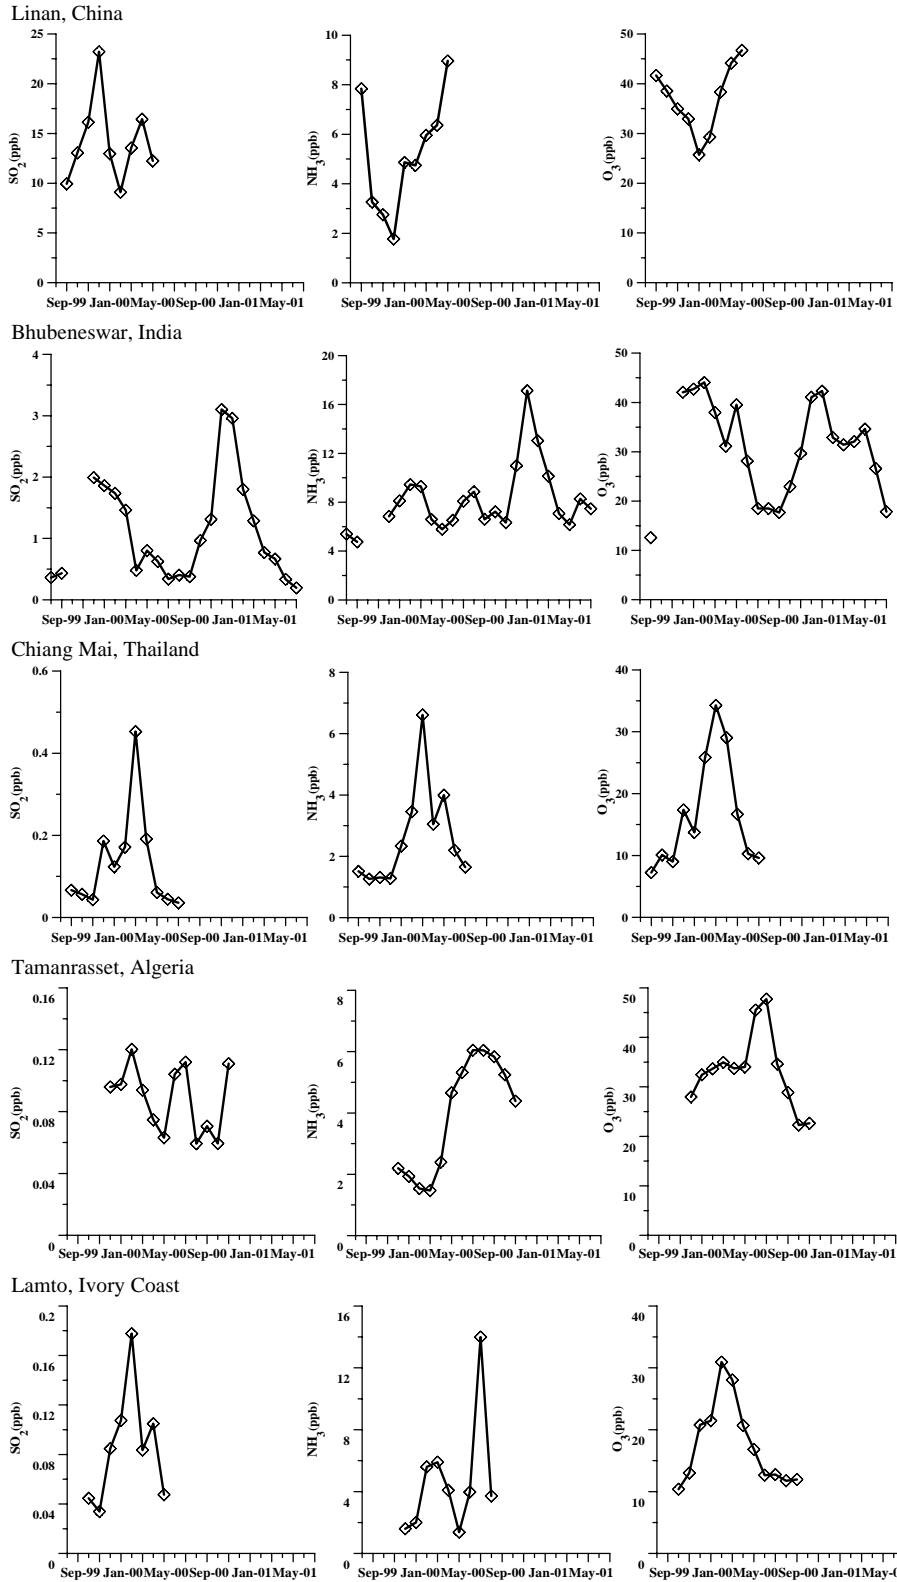 Linan, China
25
20
15
10
5
0
SO2(ppb)
Sep-99 Jan-00May-00Sep-00 Jan-01May-01
10
8
6
4
2
0
NH3(ppb)
Sep-99 Jan-00May-00Sep-00 Jan-01May-01
50
40
30
20
10
0
O3(ppb)
Sep-99 Jan-00May-00Sep-00 Jan-01May-01
Bhubeneswar, India
4
3
2
1
0
SO2(ppb)
Sep-99 Jan-00May-00Sep-00 Jan-01May-01
20
16
12
8
4
0
NH3(ppb)
Sep-99 Jan-00May-00Sep-00 Jan-01May-01
50
40
30
20
10
0
O3(ppb)
Sep-99 Jan-00May-00Sep-00 Jan-01May-01
Chiang Mai, Thailand
0.6
0.4
0.2
0
SO2(ppb)
Sep-99 Jan-00May-00Sep-00 Jan-01May-01
8
6
4
2
0
NH3(ppb)
Sep-99 Jan-00May-00Sep-00 Jan-01May-01
40
30
20
10
0
O3(ppb)
Sep-99 Jan-00May-00Sep-00 Jan-01May-01
Tamanrasset, Algeria
0.16
0.12
0.08
0.04
0
SO2(ppb)
Sep-99 Jan-00May-00Sep-00 Jan-01May-01
8
6
4
2
0
NH3(ppb)
Sep-99 Jan-00May-00Sep-00 Jan-01May-01
50
40
30
20
10
0
O3(ppb)
Sep-99 Jan-00May-00Sep-00 Jan-01May-01
Lamto, Ivory Coast
0.2
0.16
0.12
0.08
0.04
0
SO2(ppb)
Sep-99 Jan-00May-00Sep-00 Jan-01May-01
16
12
8
4
0
NH3(ppb)
Sep-99 Jan-00May-00Sep-00 Jan-01May-01
40
30
20
10
0
O3(ppb)
Sep-99 Jan-00May-00Sep-00 Jan-01May-01